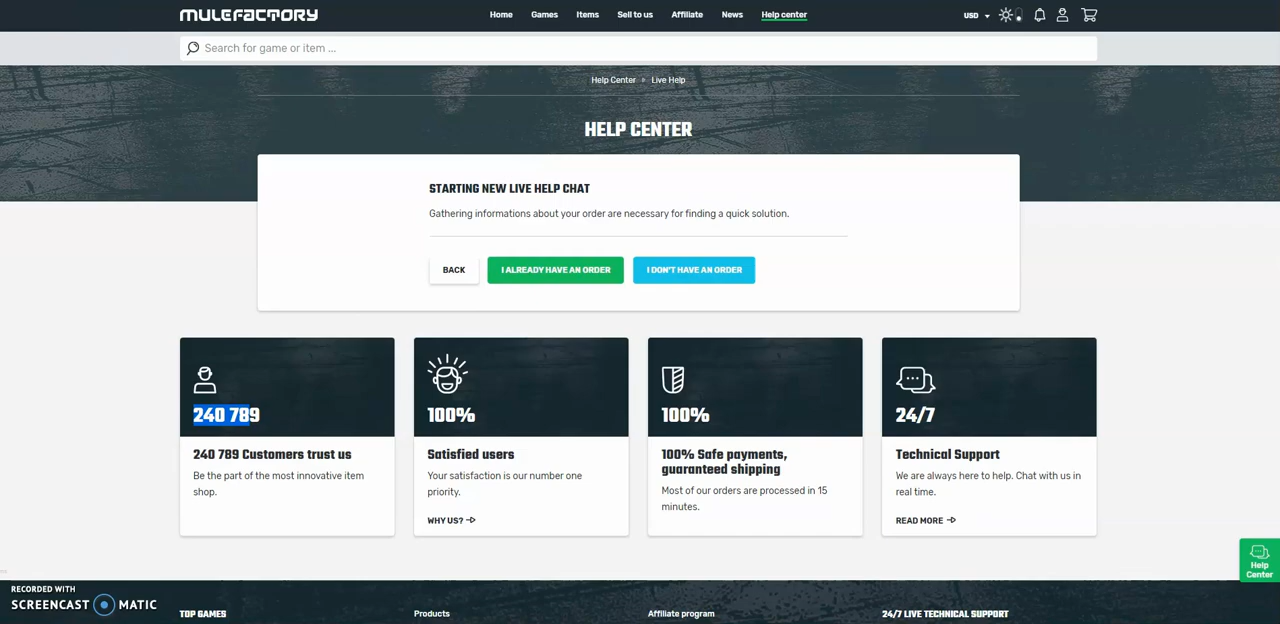 MULEFACTORY
Home Games Items Sell to us Affiliate News Help center
USD
Search for game or item ...
Help Center Live Help
HELP CENTER
STARTING NEW LIVE HELP CHAT
Gathering informations about your order are necessary for finding a quick solution.
BACK
I ALREADY HAVE AN ORDER
I DON'T HAVE AN ORDER
240 789
240 789 Customers trust us
Be the part of the most innovative item
shop.
100%
Satisfied users
Your satisfaction is our number one
priority.
WHY US?
100%
100% Safe payments,
guaranteed shipping
Most of our orders are processed in 15
minutes.
24/7
Technical Support
We are always here to help. Chat with us in
real time.
READ MORE
Help
Center
RECORDED WITH
SCREENCAST MATIC
TOP GAMES
Products
Affiliate program
24/7 LIVE TECHNICAL SUPPORT